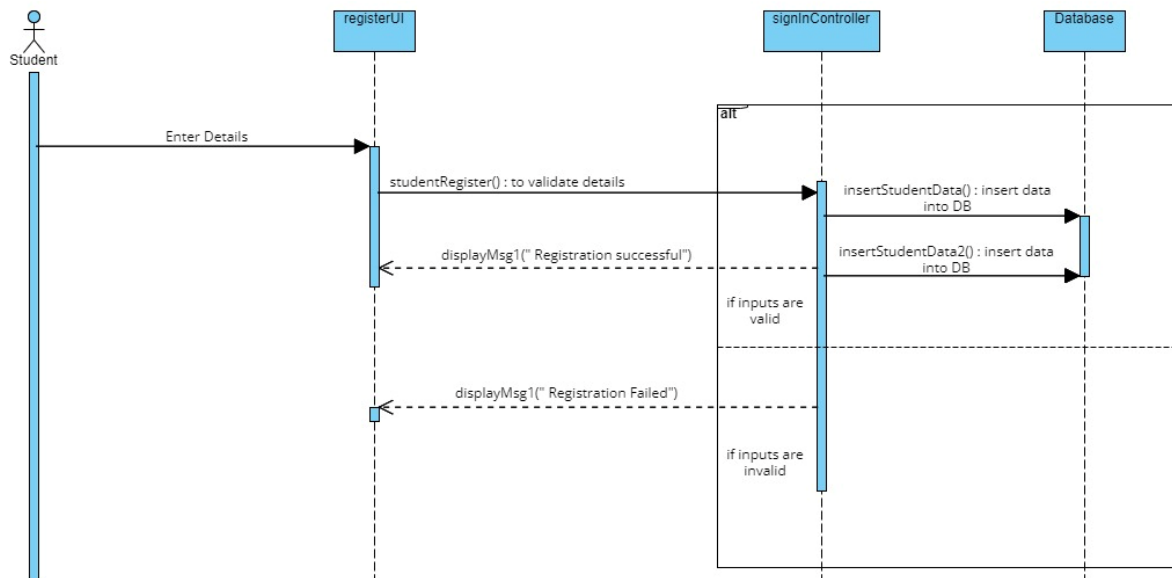 registerUI
signInController
Database
Student
alt
Enter Details
studentRegister() : to validate details
insertStudentData() : insert data
into DB
displayMsg1(" Registration successful")
insertStudentData2() : insert data
into DB
if inputs are
valid
displayMsg1(" Registration Failed")
if inputs are
invalid